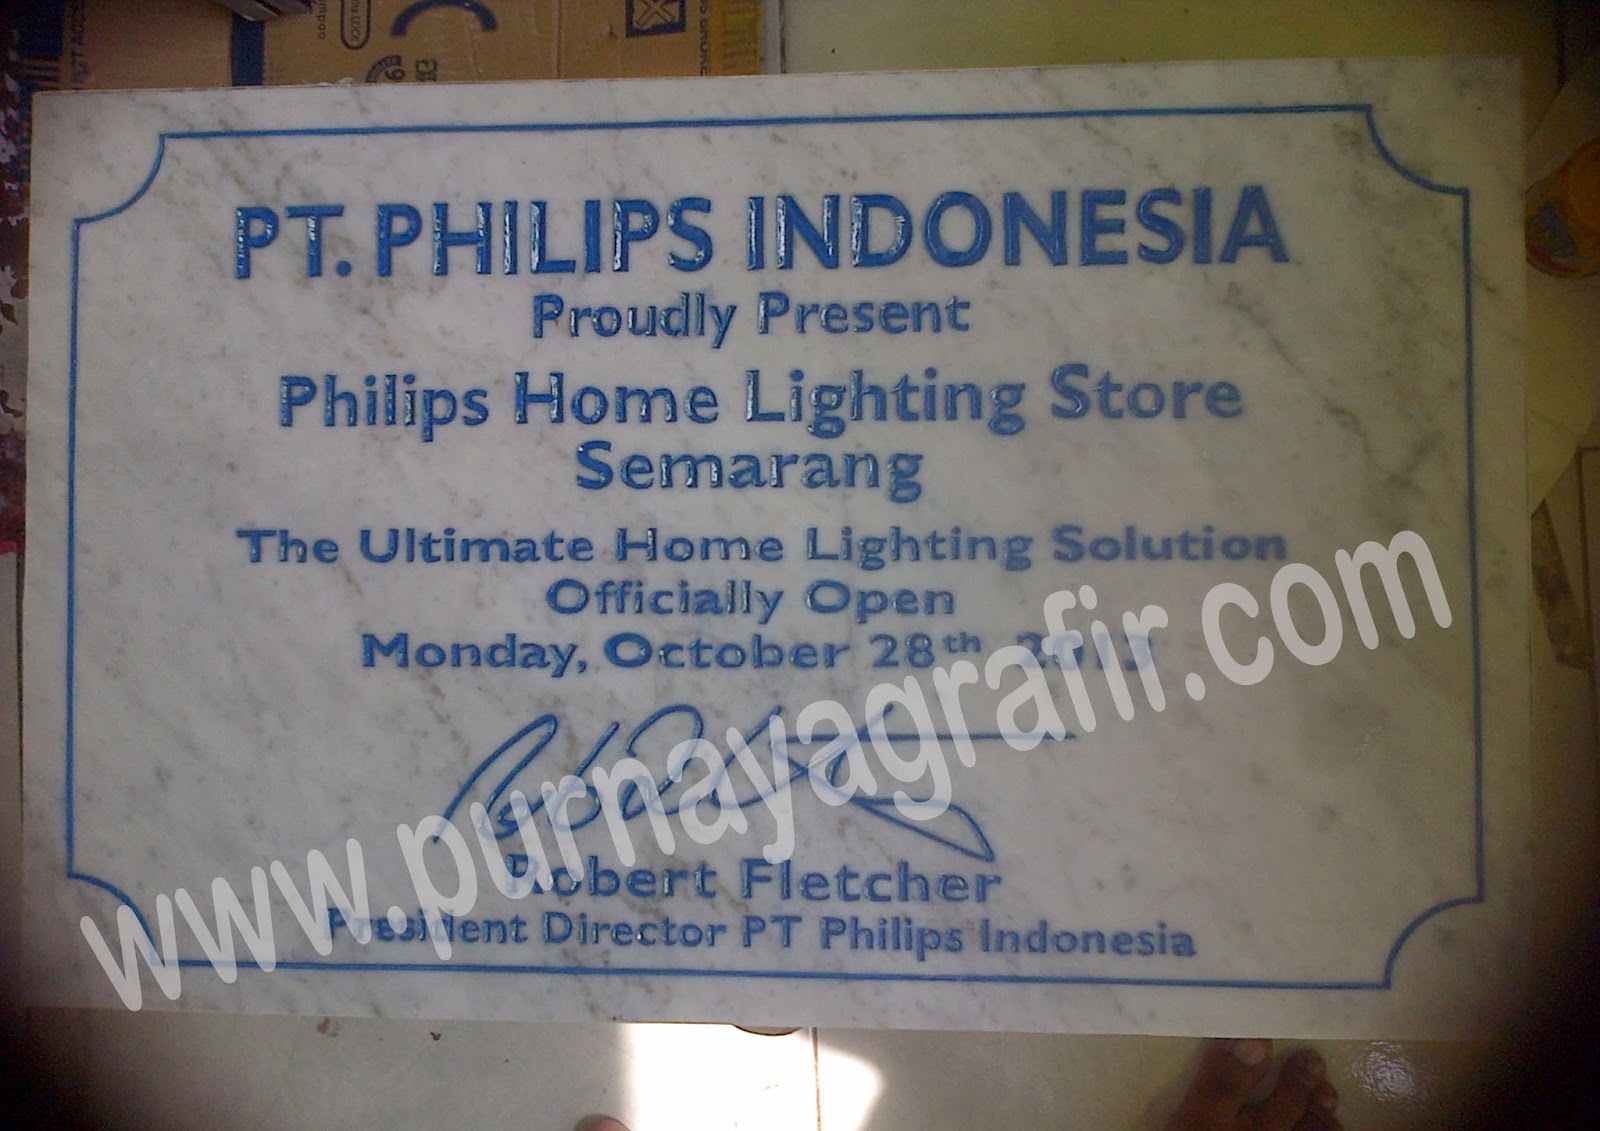 PT. PHILIPS INDONESIA
Proudly Present
Philips Home Lighting Store
Semarang
The Ultimate Home Lighting Solution
Officially Open
Monday, October 28th 2013
Robert Fletcher
President Director PT Philips Indonesia
www.purnayagrafir.com